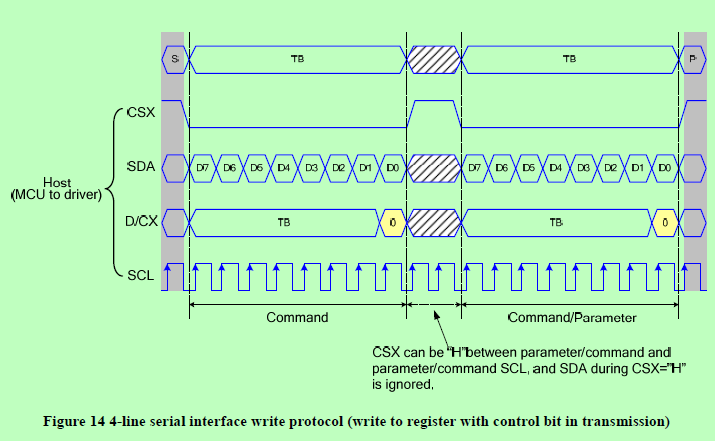 S TB TB P
CSX
Host
(MCU to driver)
SDA D7 D6 D5 D4 D3 D2 D1 D0 D7 D6 D5 D4 D3 D2 D1 D0
D/CX TB 0 TB 0
SCL
Command Command/Parameter
CSX can be "H"between parameter/command and
parameter/command SCL, and SDA during CSX="H"
is ignored.
Figure 14 4-line serial interface write protocol (write to register with control bit in transmission)